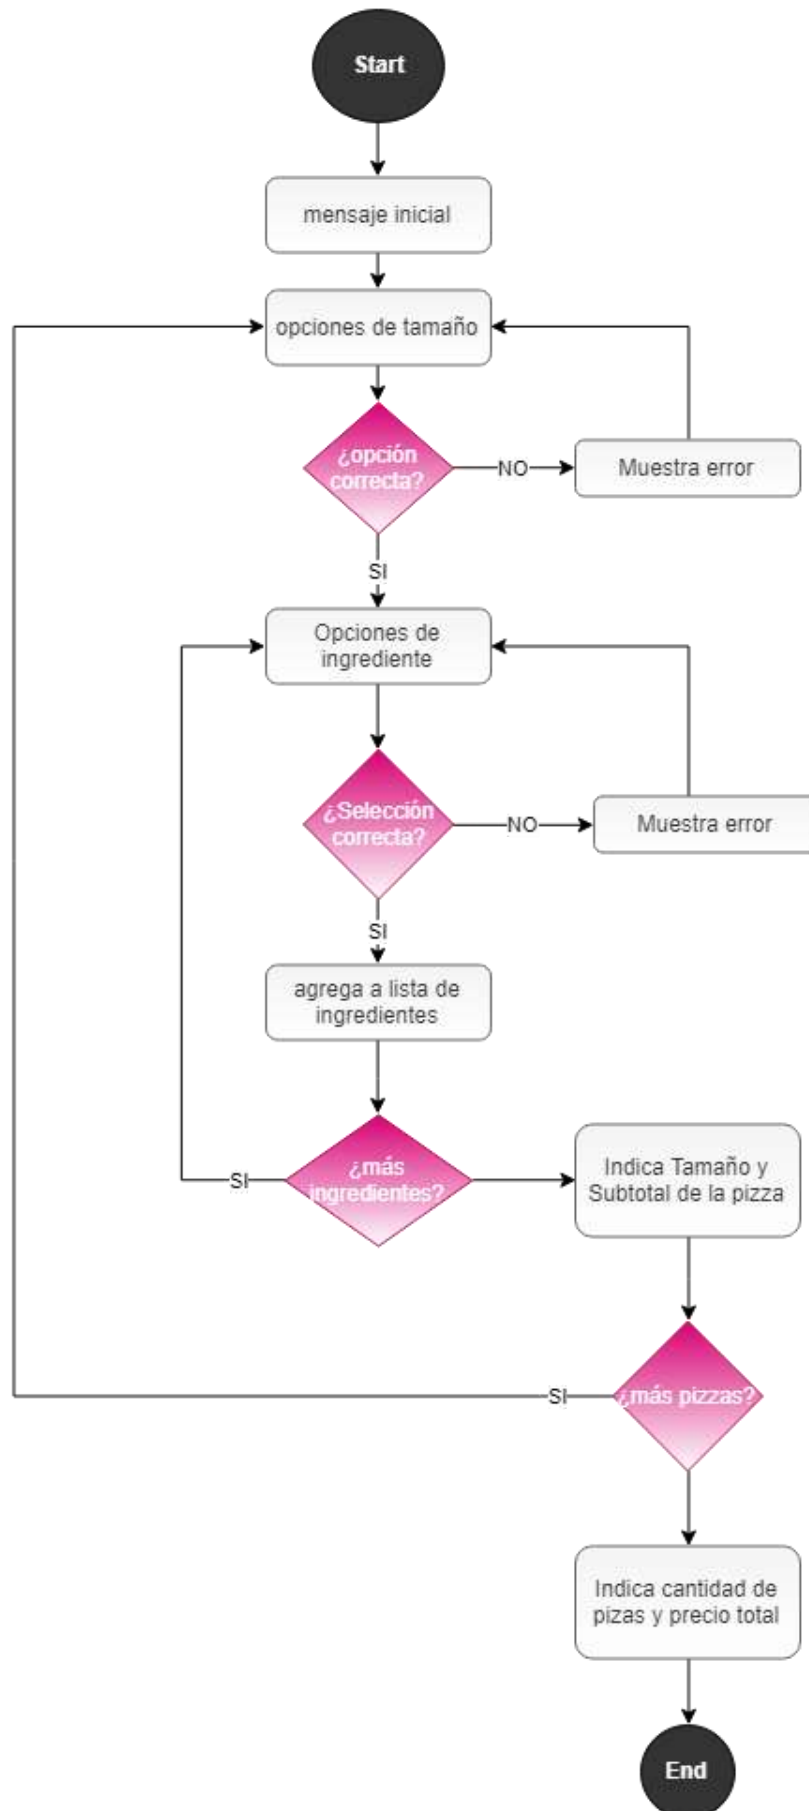 Start
mensaje inicial
opciones de tamaño
¿opción
correcta?
NO
Muestra error
SI
Opciones de
ingrediente
¿Selección
correcta?
NO
Muestra error
SI
agrega a lista de
ingredientes
¿más
ingredientes?
SI
Indica Tamaño y
Subtotal de la pizza
¿más pizzas?
SI
Indica cantidad de
pizas y precio total
End